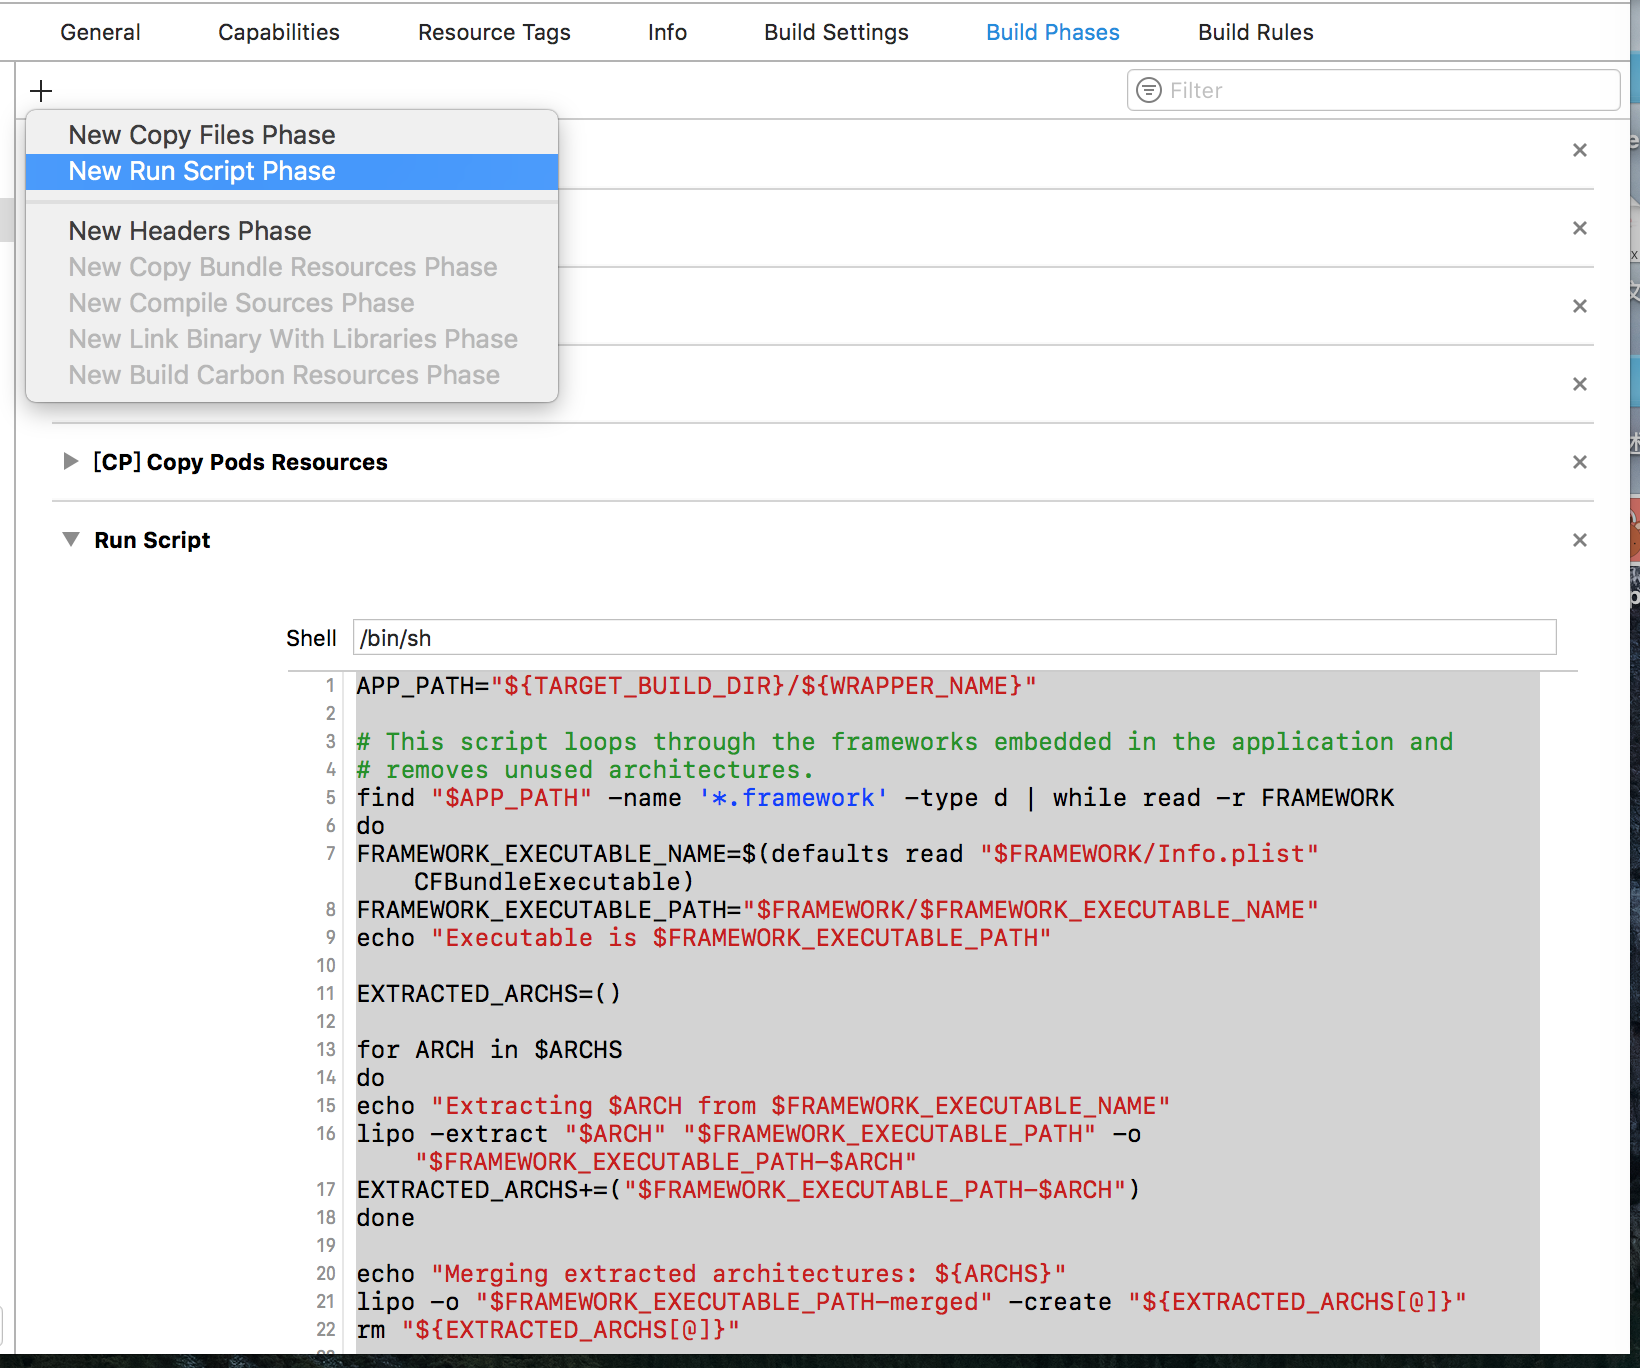 General Capabilities Resource Tags Info Build Settings Build Phases Build Rules
Filter
New Copy Files Phase
New Run Script Phase
New Headers Phase
New Copy Bundle Resources Phase
New Compile Sources Phase
New Link Binary With Libraries Phase
New Build Carbon Resources Phase
[CP] Copy Pods Resources
Run Script
Shell /bin/sh
1 APP_PATH="${TARGET_BUILD_DIR}/${WRAPPER_NAME}"
2
3 # This script loops through the frameworks embedded in the application and
4 # removes unused architectures.
5 find "$APP_PATH" -name '*.framework' -type d | while read -r FRAMEWORK
6 do
7 FRAMEWORK_EXECUTABLE_NAME=$(defaults read "$FRAMEWORK/Info.plist"
CFBundleExecutable)
8 FRAMEWORK_EXECUTABLE_PATH="$FRAMEWORK/$FRAMEWORK_EXECUTABLE_NAME"
9 echo "Executable is $FRAMEWORK_EXECUTABLE_PATH"
10
11 EXTRACTED_ARCHS=()
12
13 for ARCH in $ARCHS
14 do
15 echo "Extracting $ARCH from $FRAMEWORK_EXECUTABLE_NAME"
16 lipo -extract "$ARCH" "$FRAMEWORK_EXECUTABLE_PATH" -o
"$FRAMEWORK_EXECUTABLE_PATH-$ARCH"
17 EXTRACTED_ARCHS+=("$FRAMEWORK_EXECUTABLE_PATH-$ARCH")
18 done
19
20 echo "Merging extracted architectures: ${ARCHS}"
21 lipo -o "$FRAMEWORK_EXECUTABLE_PATH-merged" -create "${EXTRACTED_ARCHS[@]}"
22 rm "${EXTRACTED_ARCHS[@]}"